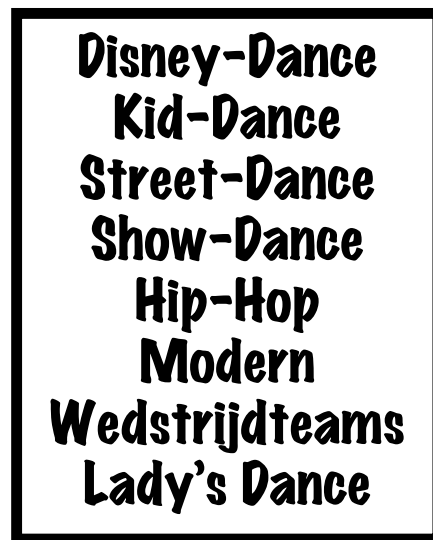 Disney-Dance
Kid-Dance
Street-Dance
Show-Dance
Hip-Hop
Modern
Wedstrijdteams
Lady’s Dance